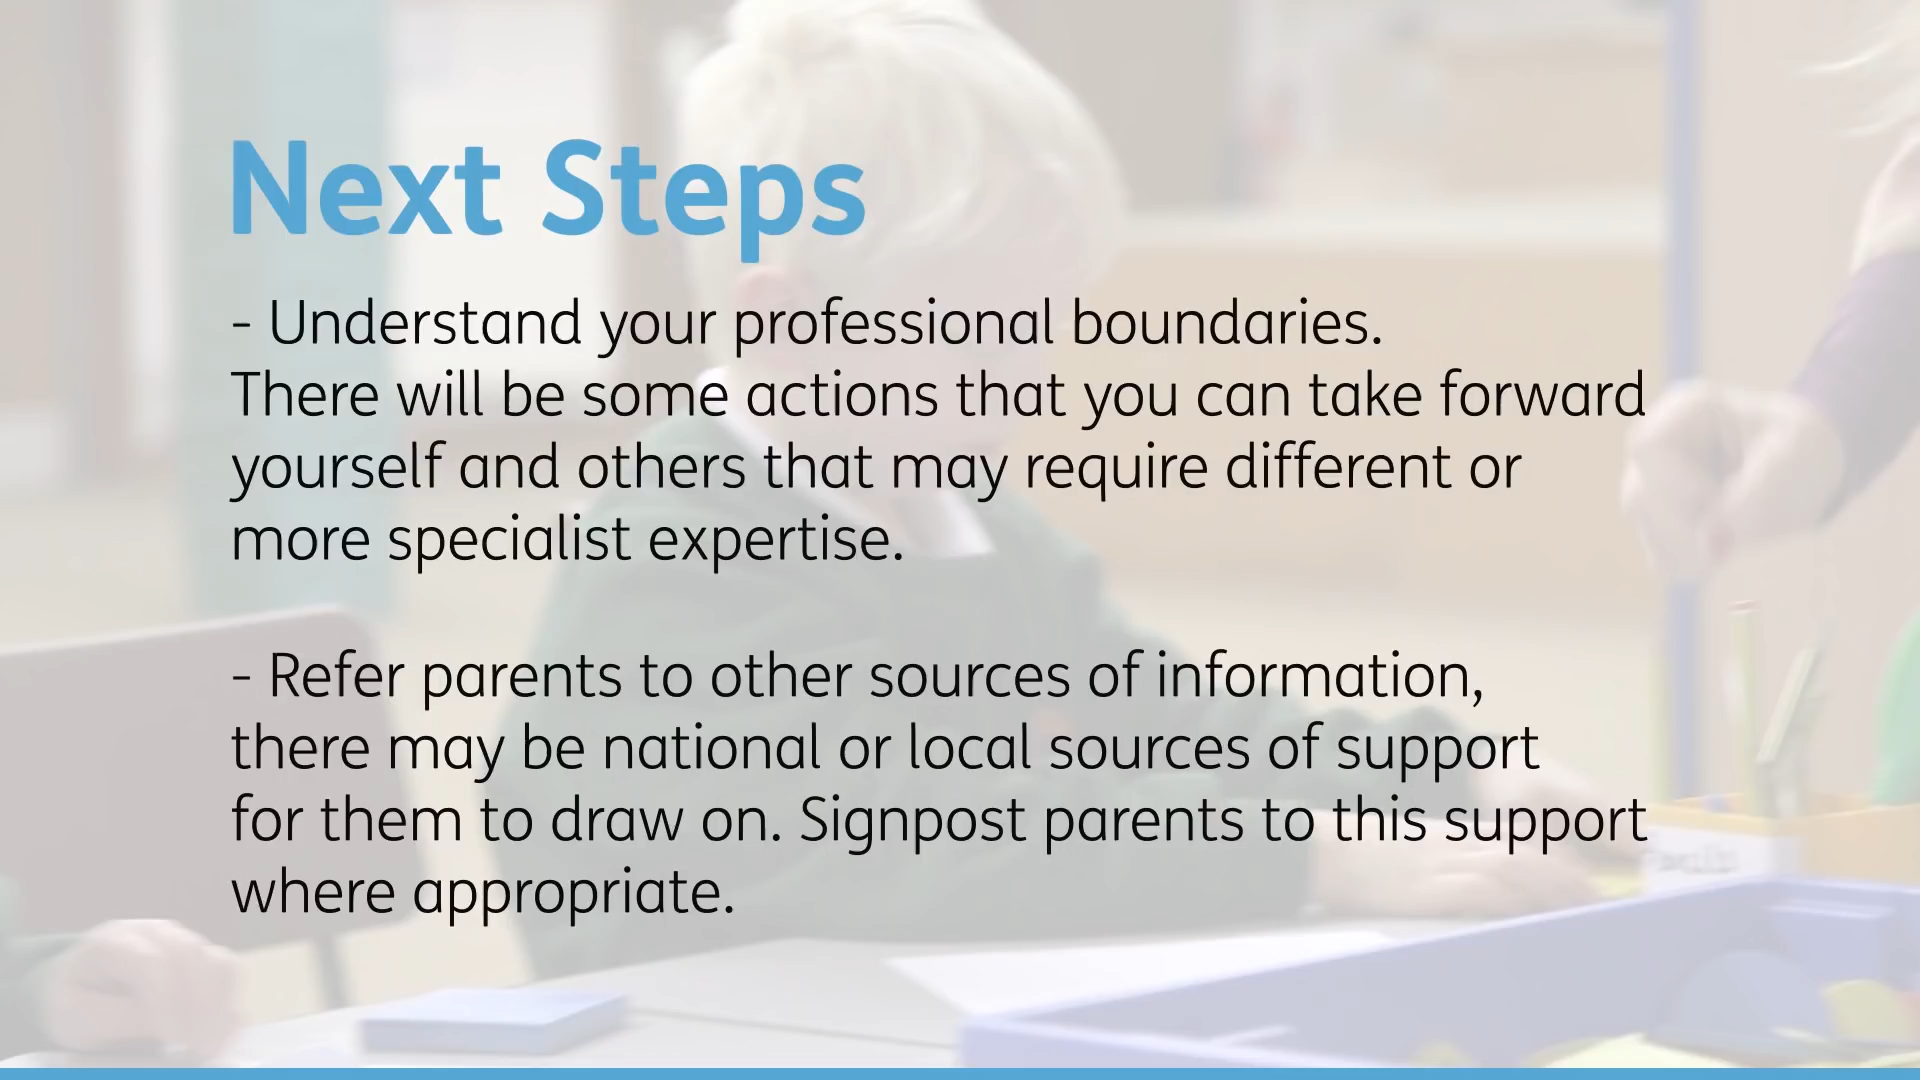 Next Steps
- Understand your professional boundaries.
There will be some actions that you can take forward
yourself and others that may require different or
more specialist expertise.
- Refer parents to other sources of information,
there may be national or local sources of support
for them to draw on. Signpost parents to this support
where appropriate.